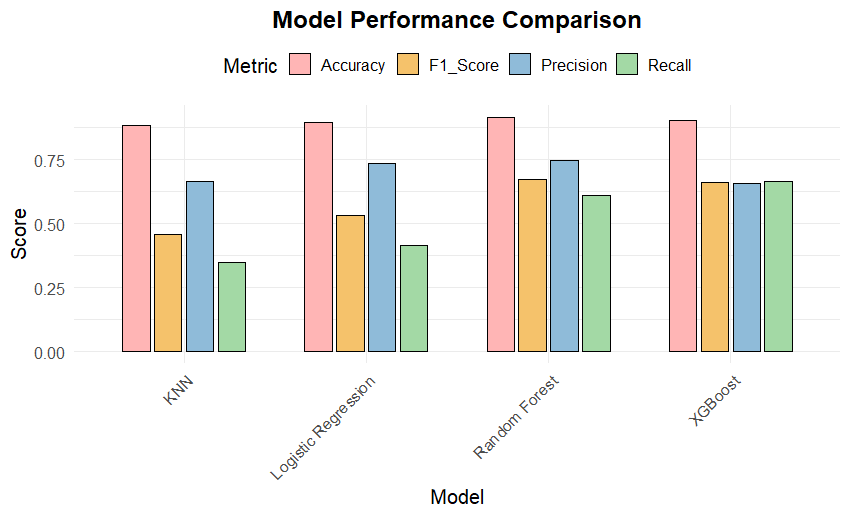 Model Performance Comparison
Metric Accuracy F1_Score Precision Recall
Score
0.75
0.50
0.25
0.00
KNN
Logistic Regression
Random Forest
XGBoost
Model